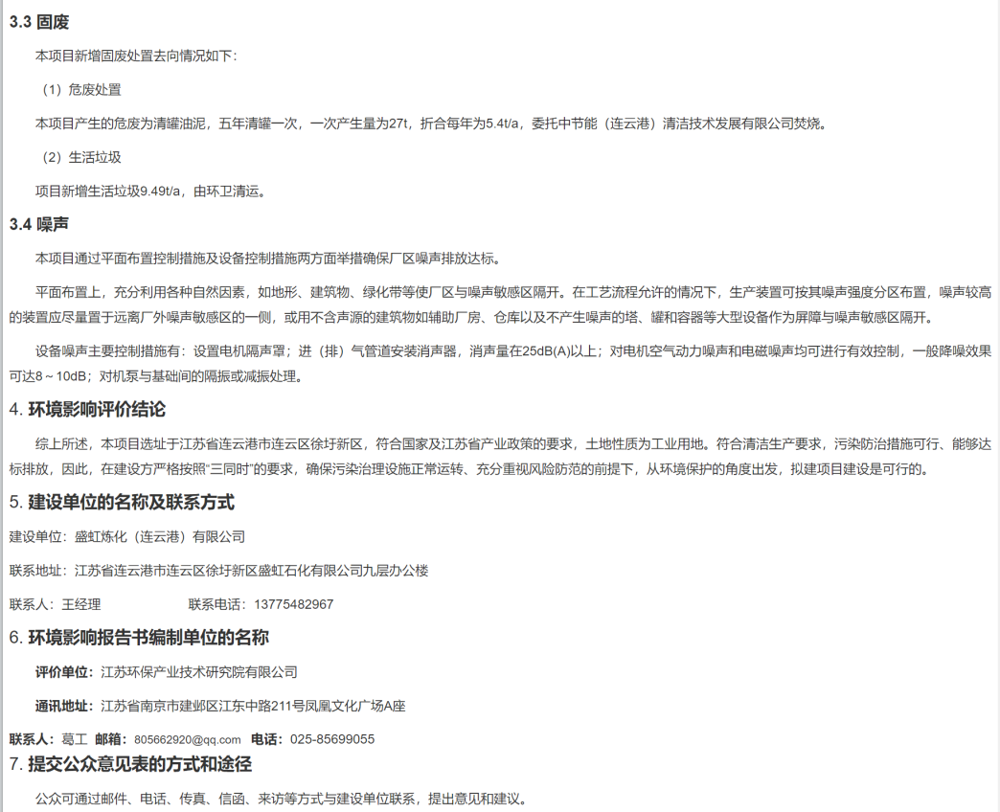 3.3 固废
本项目新增固废处置去向情况如下：
（1）危废处置
本项目产生的危废为清罐油泥，五年清罐一次，一次产生量为27t，折合每年为5.4t/a，委托中节能（连云港）清洁技术发展有限公司焚烧。
（2）生活垃圾
项目新增生活垃圾9.49t/a，由环卫清运。
3.4 噪声
本项目通过平面布置控制措施及设备控制措施两方面举措确保厂区噪声排放达标。
平面布置上，充分利用各种自然因素，如地形、建筑物、绿化带等使厂区与噪声敏感区隔开。在工艺流程允许的情况下，生产装置可按其噪声强度分区布置，噪声较高
的装置应尽量置于远离厂外噪声敏感区的一侧，或用不含声源的建筑物如辅助厂房、仓库以及不产生噪声的塔、罐和容器等大型设备作为屏障与噪声敏感区隔开。
设备噪声主要控制措施有：设置电机隔声罩；进（排）气管道安装消声器，消声量在25dB(A)以上；对电机空气动力噪声和电磁噪声均可进行有效控制，一般降噪效果
可达8～10dB；对机泵与基础间的隔振或减振处理。
4. 环境影响评价结论
综上所述，本项目选址于江苏省连云港市连云区徐圩新区，符合国家及江苏省产业政策的要求，土地性质为工业用地。符合清洁生产要求，污染防治措施可行、能够达
标排放，因此，在建设方严格按照“三同时”的要求，确保污染治理设施正常运转、充分重视风险防范的前提下，从环境保护的角度出发，拟建项目建设是可行的。
5. 建设单位的名称及联系方式
建设单位：盛虹炼化（连云港）有限公司
联系地址：江苏省连云港市连云区徐圩新区盛虹石化有限公司九层办公楼
联系人：王经理 联系电话：13775482967
6. 环境影响报告书编制单位的名称
评价单位：江苏环保产业技术研究院有限公司
通讯地址：江苏省南京市建邺区江东中路211号凤凰文化广场A座
联系人：葛工 邮箱：805662920@qq.com 电话：025-85699055
7. 提交公众意见表的方式和途径
公众可通过邮件、电话、传真、信函、来访等方式与建设单位联系，提出意见和建议。